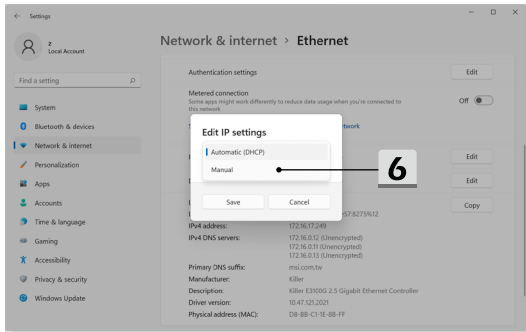 Settings
Z
Local Account
Find a setting
System
Bluetooth & devices
Network & internet
Personalization
Apps
Accounts
Time & language
Gaming
Accessibility
Privacy & security
Windows Update
Network & internet > Ethernet
Authentication settings
Edit
Metered connection
Some apps might work differently to reduce data usage when you're connected to
this network
Off
Edit IP settings
Automatic (DHCP)
Manual
Save
Cancel
6
Edit
Edit
Copy
IPv4 address: 172.16.17.249
IPv4 DNS servers: 172.16.0.12 (Unencrypted)
172.16.0.11 (Unencrypted)
172.16.0.13 (Unencrypted)
Primary DNS suffix: msi.com.tw
Manufacturer: Killer
Description: Killer E3100G 2.5 Gigabit Ethernet Controller
Driver version: 10.47.121.2021
Physical address (MAC): D8-BB-C1-1E-8B-FF